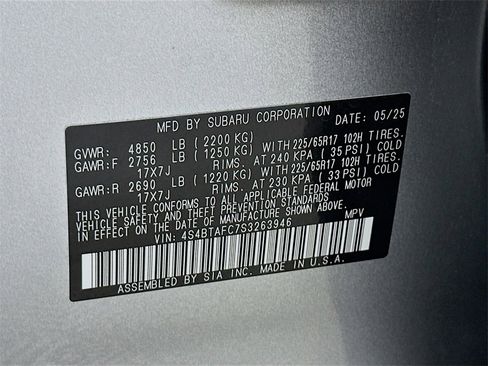 MFD BY SUBARU CORPORATION DATE: 05/25
GVWR: 4850 LB (2200 KG)
GAWR:F 2756 LB (1250 KG) WITH 225/65R17 102H TIRES.
17X7J RIMS. AT 240 KPA (35 PSI) COLD
GAWR:R 2690 LB (1220 KG) WITH 225/65R17 102H TIRES.
17X7J RIMS. AT 230 KPA (33 PSI) COLD
THIS VEHICLE CONFORMS TO ALL APPLICABLE FEDERAL MOTOR
VEHICLE SAFETY AND THEFT PREVENTION STANDARDS
IN EFFECT ON THE DATE OF MANUFACTURE SHOWN ABOVE.
VIN: 4S4BTAFC7S3263946 MPV
ASSEMBLED BY SIA INC. MADE IN U.S.A.